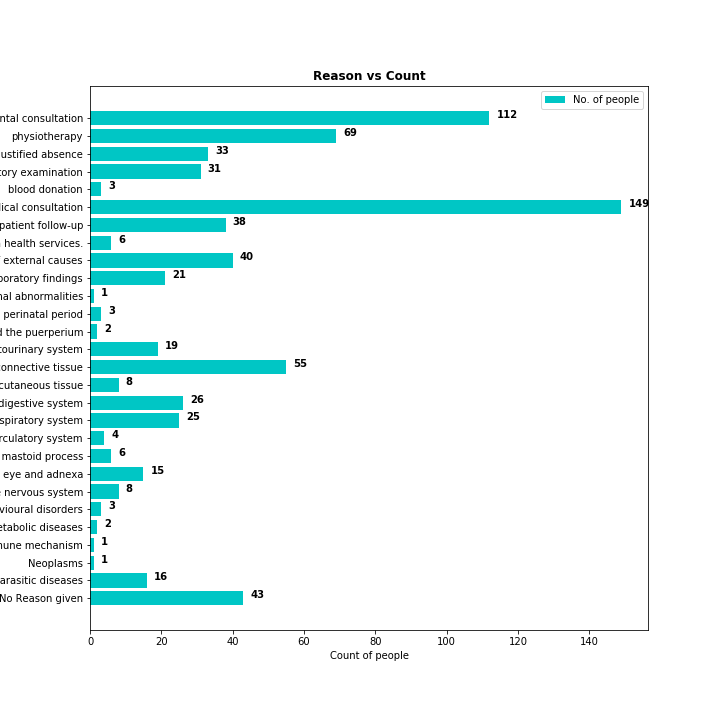 Reason vs Count
No. of people
ntal consultation 112
physiotherapy 69
ustified absence 33
tory examination 31
blood donation 3
ical consultation 149
patient follow-up 38
health services. 6
external causes 40
oratory findings 21
nal abnormalities 1
perinatal period 3
d the puerperium 2
tourinary system 19
connective tissue 55
cutaneous tissue 8
digestive system 26
spiratory system 25
rculatory system 4
mastoid process 6
eye and adnexa 15
nervous system 8
vioural disorders 3
etabolic diseases 2
une mechanism 1
Neoplasms 1
arasitic diseases 16
No Reason given 43
0 20 40 60 80 100 120 140
Count of people